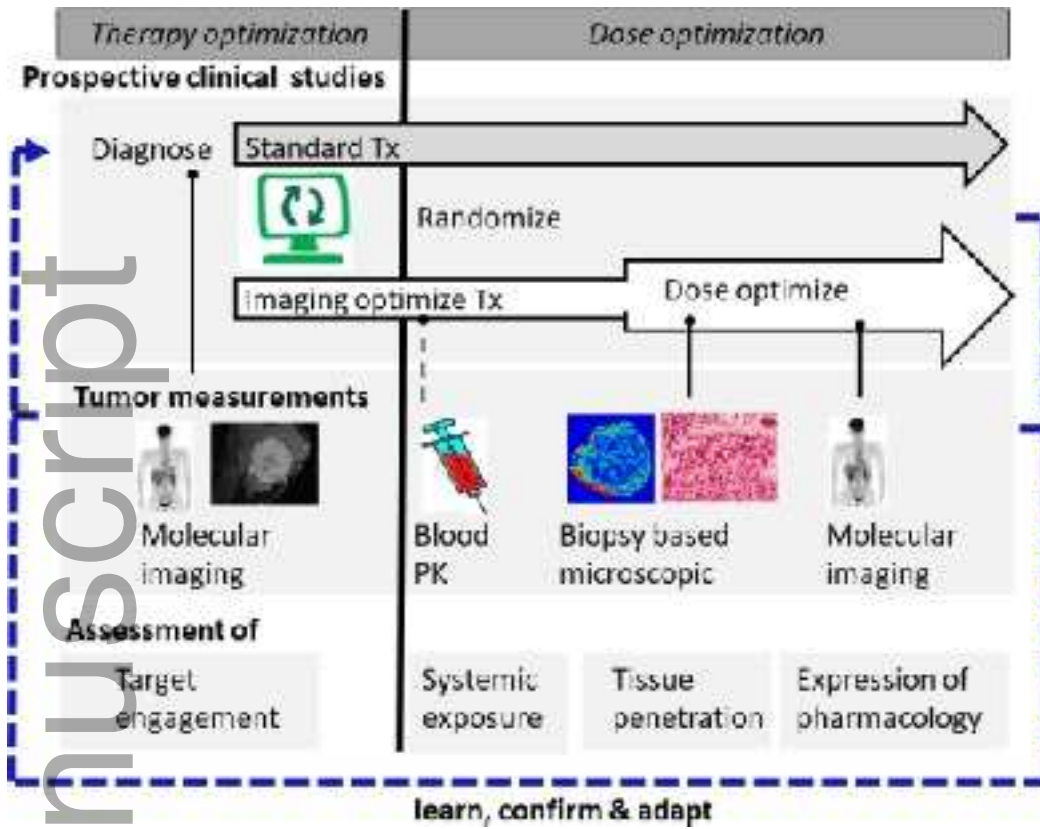 Therapy optimization
Dose optimization
Prospective clinical studies
Diagnose
Standard Tx
Randomize
Imaging optimize Tx
Dose optimize
Tumor measurements
Molecular
imaging
Blood
PK
Biopsy based
microscopic
Molecular
imaging
Assessment of
Target
engagement
Systemic
exposure
Tissue
penetration
Expression of
pharmacology
learn, confirm & adapt
nuscript